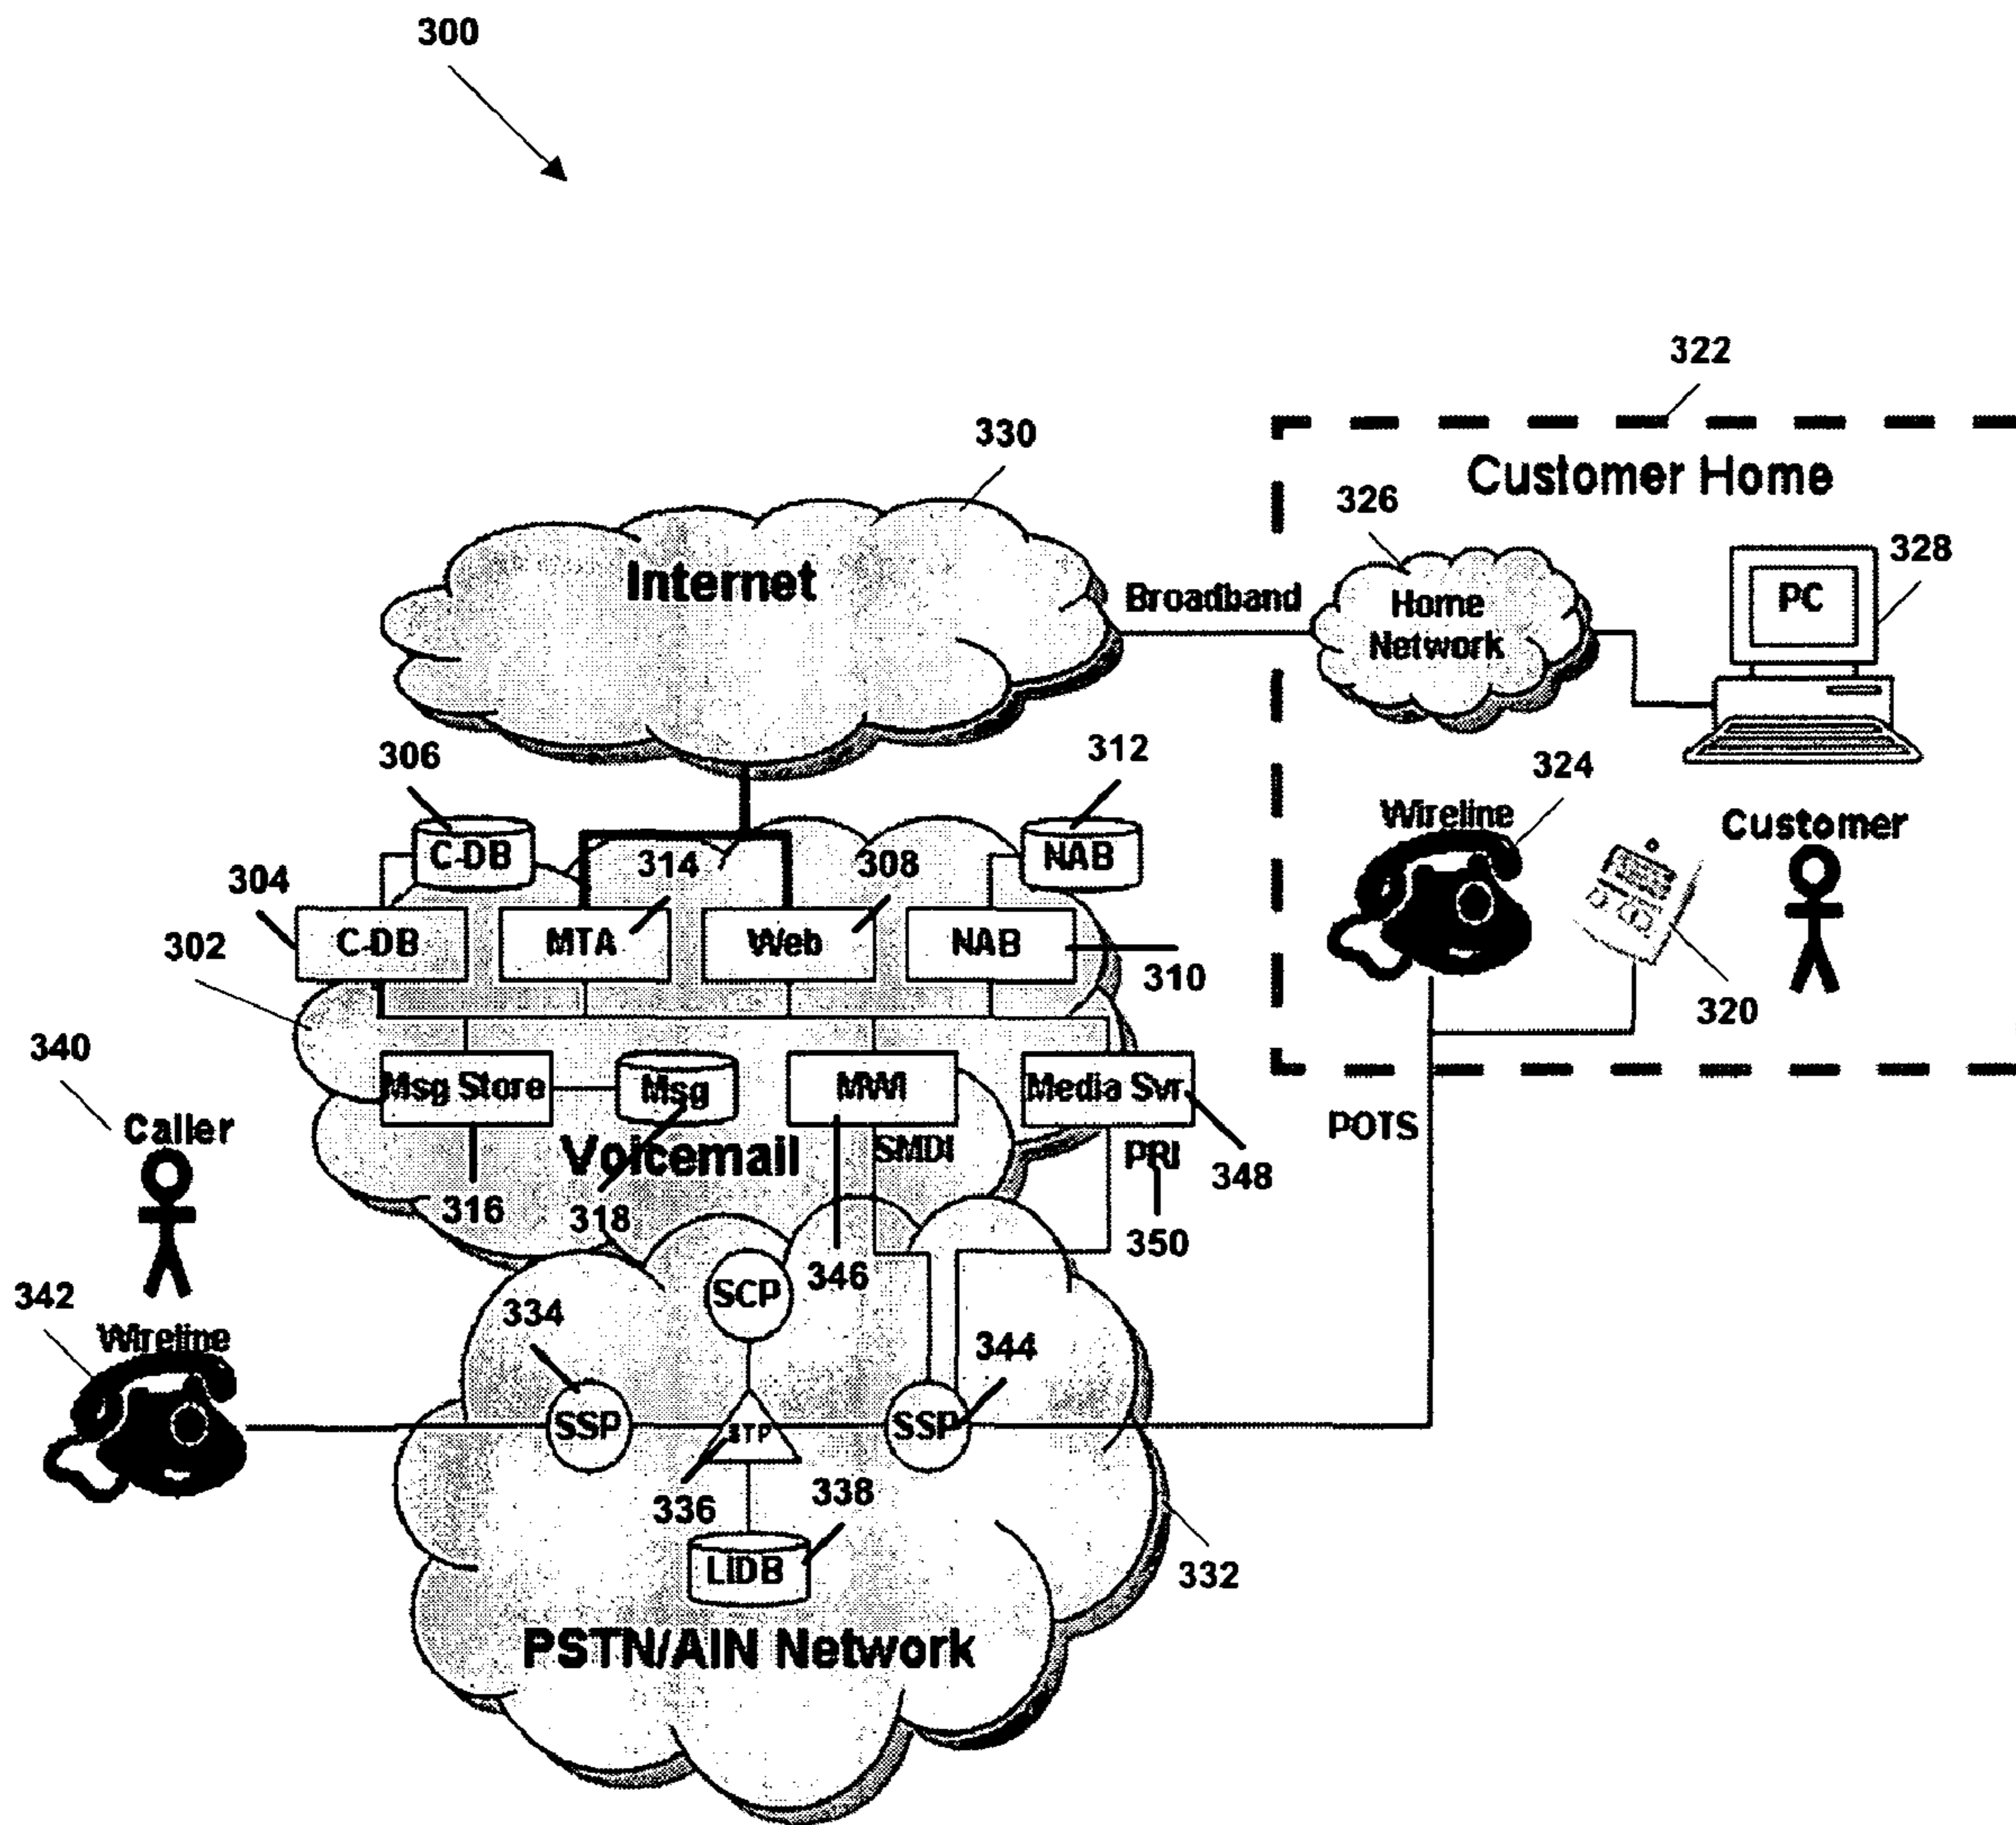 300
322
330
Customer Home
326
328
Internet
PC
Broadband
Home
Network
306
312
324
Wireline
Customer
C-DB
314
308
NAB
304
302
C-DB
MTA
Web
NAB
310
320
340
Msg Store
Msg
MWI
Media Svr.
POTS
Caller
Voicemail
SMDI
PRI
348
316
318
350
346
SCP
342
334
344
Wireline
SSP
STP
SSP
336
338
LIDB
332
PSTN/AIN Network